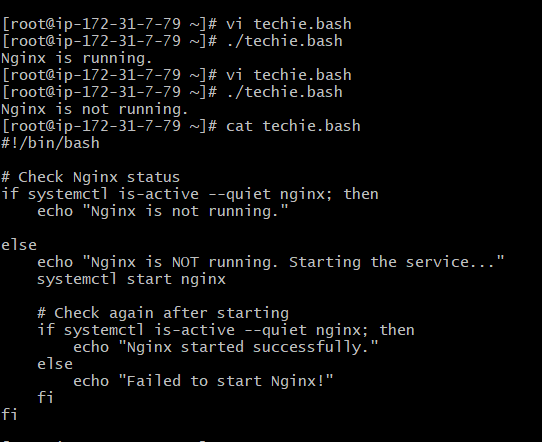 [root@ip-172-31-7-79 ~]# vi techie.bash
[root@ip-172-31-7-79 ~]# ./techie.bash
Nginx is running.
[root@ip-172-31-7-79 ~]# vi techie.bash
[root@ip-172-31-7-79 ~]# ./techie.bash
Nginx is not running.
[root@ip-172-31-7-79 ~]# cat techie.bash
#!/bin/bash

# Check Nginx status
if systemctl is-active --quiet nginx; then
    echo "Nginx is not running."

else
    echo "Nginx is NOT running. Starting the service..."
    systemctl start nginx

    # Check again after starting
    if systemctl is-active --quiet nginx; then
        echo "Nginx started successfully."
    else
        echo "Failed to start Nginx!"
    fi
fi